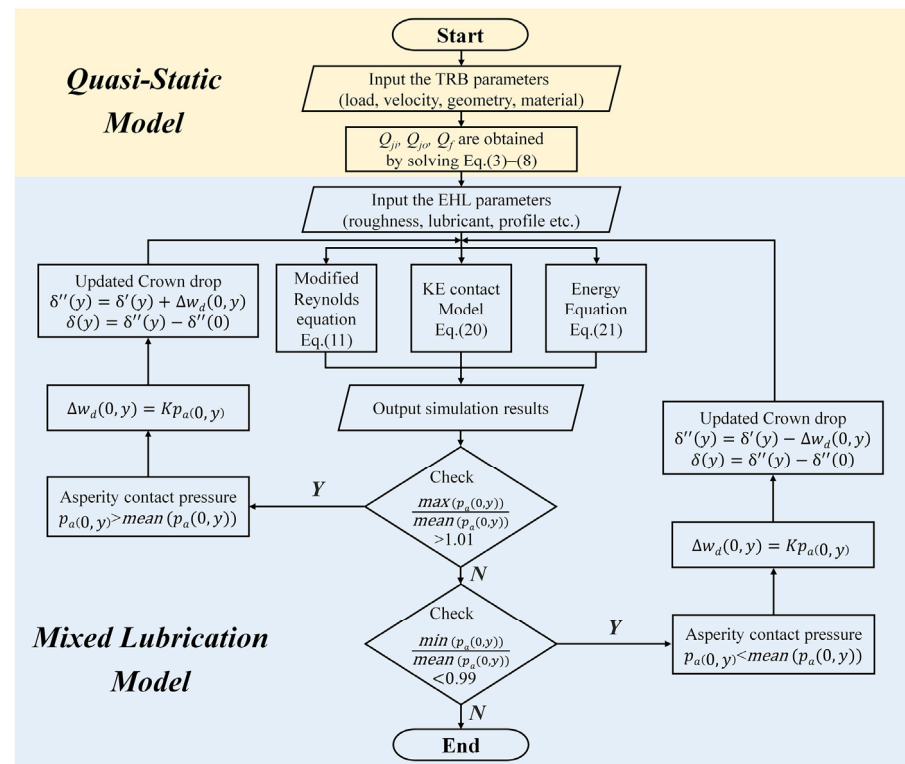 Start
Quasi-Static
Model
Input the TRB parameters
(load, velocity, geometry, material)
Qji, Qjo, Qf are obtained
by solving Eq.(3)–(8)
Input the EHL parameters
(roughness, lubricant, profile etc.)
Updated Crown drop
δ′′(y) = δ′(y) + Δw_d(0, y)
δ(y) = δ′′(y) − δ′′(0)
Modified
Reynolds
equation
Eq.(11)
KE contact
Model
Eq.(20)
Energy
Equation
Eq.(21)
Δw_d(0, y) = Kp_a(0, y)
Output simulation results
Updated Crown drop
δ′′(y) = δ′(y) − Δw_d(0, y)
δ(y) = δ′′(y) − δ′′(0)
Asperity contact pressure
p_a(0, y)>mean (p_a(0, y))
Y
Check
max (p_a(0,y))
mean (p_a(0,y))
>1.01
N
Δw_d(0, y) = Kp_a(0, y)
Mixed Lubrication
Model
Check
min (p_a(0,y))
mean (p_a(0,y))
<0.99
Y
Asperity contact pressure
p_a(0, y)<mean (p_a(0, y))
N
End